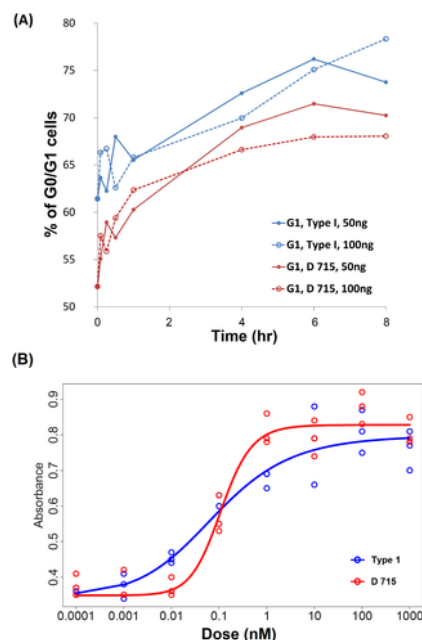 (A)
80
75
70
65
60
55
50
% of G0/G1 cells
G1, Type I, 50ng
G1, Type I, 100ng
G1, D 715, 50ng
G1, D 715, 100ng
0 2 4 6 8
Time (hr)
(B)
0.9
0.8
0.7
0.6
0.5
0.4
Absorbance
Type 1
D 715
0.0001 0.001 0.01 0.1 1 10 100 1000
Dose (nM)